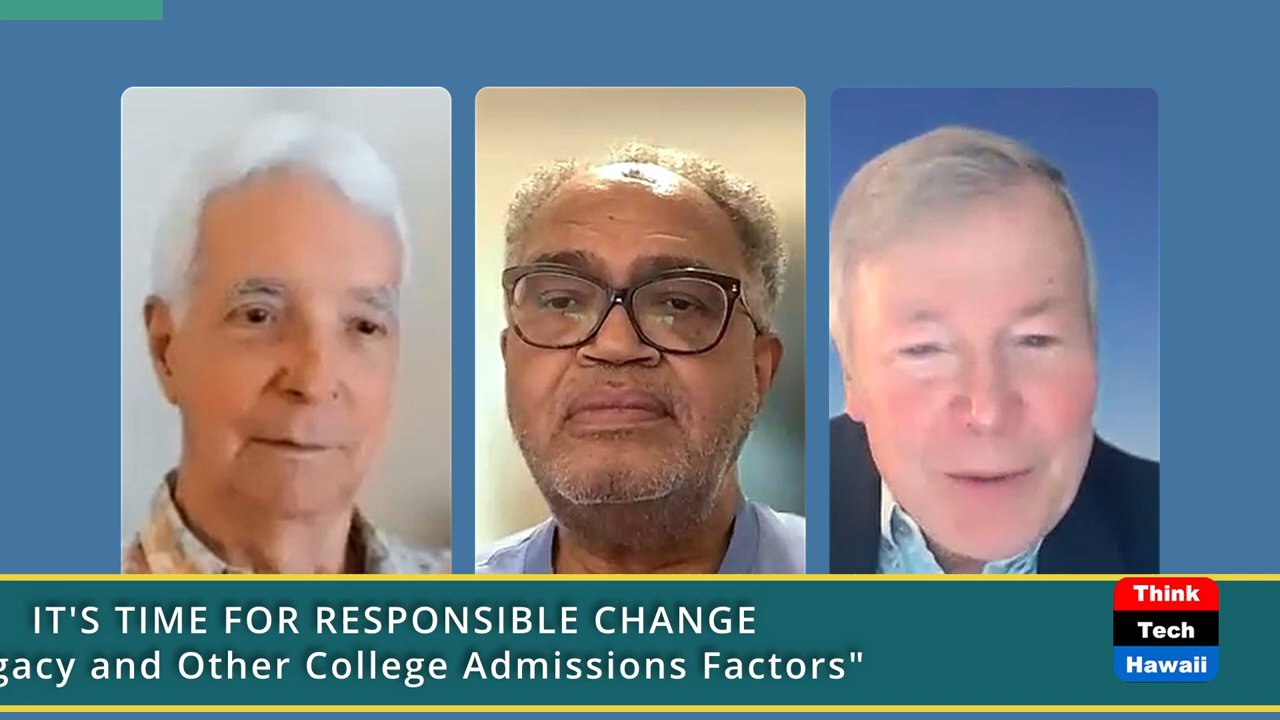 IT'S TIME FOR RESPONSIBLE CHANGE
gacy and Other College Admissions Factors"
Think
Tech
Hawaii